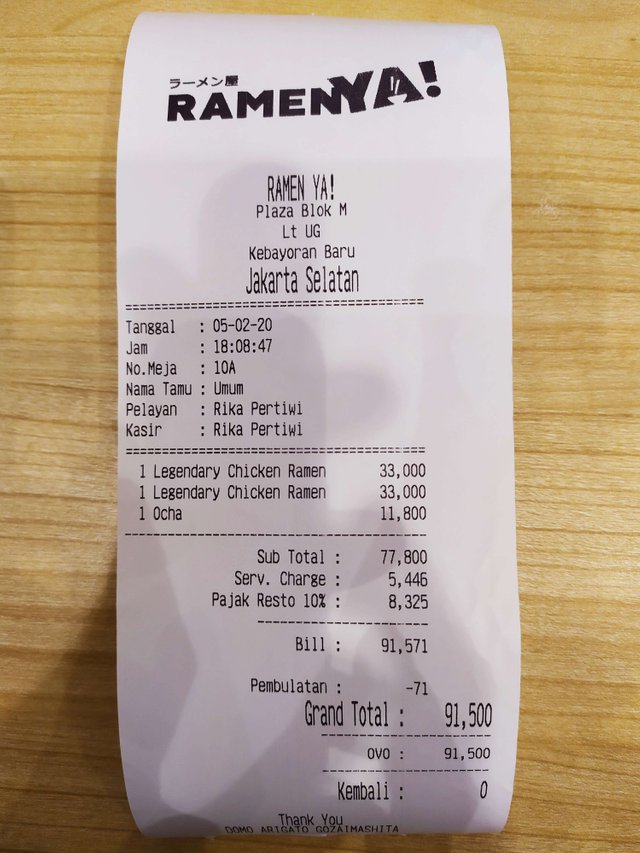 ラーメン屋
RAMENYA!
RAMEN YA!
Plaza Blok M
Lt UG
Kebayoran Baru
Jakarta Selatan
Tanggal : 05-02-20
Jam : 18:08:47
No.Meja : 10A
Nama Tamu : Umum
Pelayan : Rika Pertiwi
Kasir : Rika Pertiwi
1 Legendary Chicken Ramen 33,000
1 Legendary Chicken Ramen 33,000
1 Ocha 11,800
Sub Total : 77,800
Serv. Charge : 5,446
Pajak Resto 10% : 8,325
Bill : 91,571
Pembulatan : -71
Grand Total : 91,500
OVO : 91,500
Kembali : 0
Thank You
DOMO ARIGATO GOZAIMASHITA